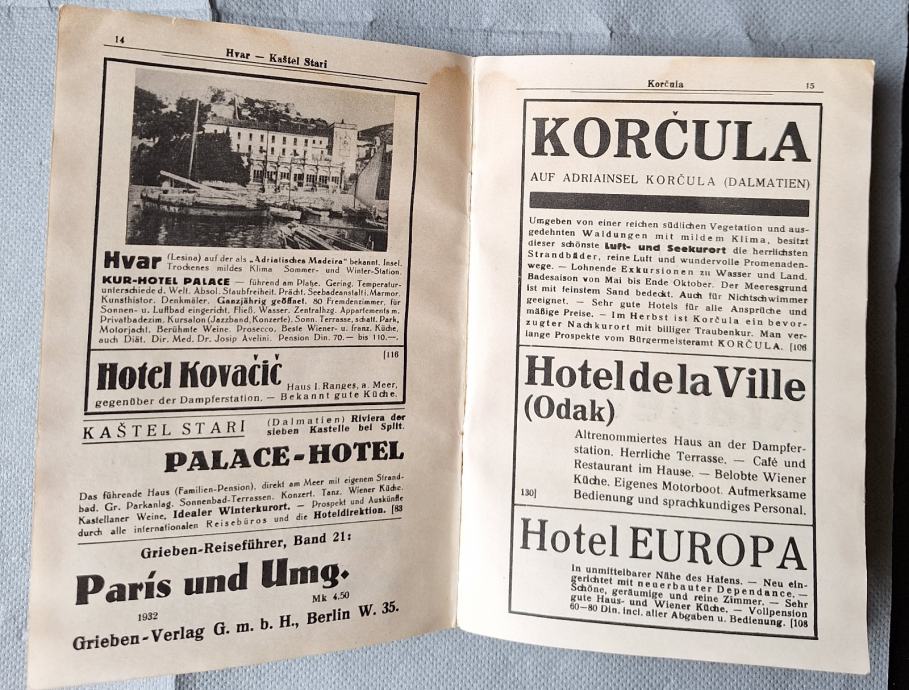 14
Hvar — Kaštel Stari
Hvar (Lesina) auf der als „Adriatisches Madeira" bekannt. Insel.
Trockenes mildes Klima Sommer- und Winter-Station.
KUR-HOTEL PALACE — führend am Platze. Gering. Temperatur-
unterschiede d. Welt. Absol. Staubfreiheit. Prächt. Seebadeanstalt i. Marmor.
Kunsthistor. Denkmäler. Ganzjährig geöffnet. 80 Fremdenzimmer, für
Sonnen- u. Luftbad eingericht. Fließ. Wasser. Zentralhzg. Appartements m.
Privatbadezim. Kursalon (Jazzband, Konzerte). Sonn. Terrasse, schatt. Park,
Motorjacht. Berühmte Weine. Prosecco, Beste Wiener- u. franz. Küche,
auch Diät. Dir. Med. Dr. Josip Avelini. Pension Din. 70.— bis 110.—.
[116
Hotel Kovačić Haus I. Ranges, a. Meer,
gegenüber der Dampferstation. — Bekannt gute Küche.
KAŠTEL STARI (Dalmatien) Riviera der
sieben Kastelle bei Split.
PALACE-HOTEL
Das führende Haus (Familien-Pension), direkt am Meer mit eigenem Strand-
bad. Gr. Parkanlag. Sonnenbad-Terrassen. Konzert. Tanz. Wiener Küche.
Kastellaner Weine. Idealer Winterkurort. — Prospekt und Auskünfte
durch alle internationalen Reisebüros und die Hoteldirektion. [83
Grieben-Reiseführer, Band 21:
París und Umg.
1932 Mk 4.50
Grieben-Verlag G. m. b. H., Berlin W. 35.
Korčula 15
KORČULA
AUF ADRIAINSEL KORČULA (DALMATIEN)
Umgeben von einer reichen südlichen Vegetation und aus-
gedehnten Waldungen mit mildem Klima, besitzt
dieser schönste Luft- und Seekurort die herrlichsten
Strandbäder, reine Luft und wundervolle Promenaden-
wege. — Lohnende Exkursionen zu Wasser und Land.
Badesaison von Mai bis Ende Oktober. Der Meeresgrund
ist mit feinstem Sand bedeckt. Auch für Nichtschwimmer
geeignet. — Sehr gute Hotels für alle Ansprüche und
mäßige Preise. — Im Herbst ist Korčula ein bevor-
zugter Nachkurort mit billiger Traubenkur. Man ver-
lange Prospekte vom Bürgermeisteramt KORČULA. [106
Hotel de la Ville
(Odak)
Altrenommiertes Haus an der Dampfer-
station. Herrliche Terrasse. — Café und
Restaurant im Hause. — Belobte Wiener
Küche. Eigenes Motorboot. Aufmerksame
130] Bedienung und sprachkundiges Personal.
Hotel EUROPA
In unmittelbarer Nähe des Hafens. — Neu ein-
gerichtet mit neuerbauter Dependance. —
Schöne, geräumige und reine Zimmer. — Sehr
gute Haus- und Wiener Küche. — Vollpension
60—80 Din. incl. aller Abgaben u. Bedienung. [108